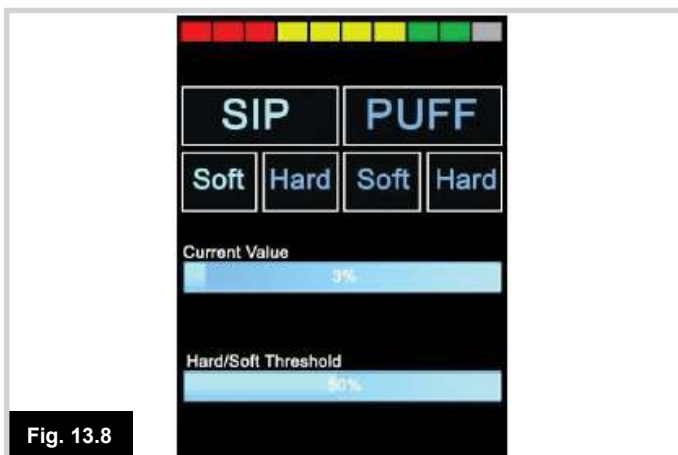 SIP PUFF
Soft Hard Soft Hard
Current Value
3%
Hard/Soft Threshold
50%
Fig. 13.8